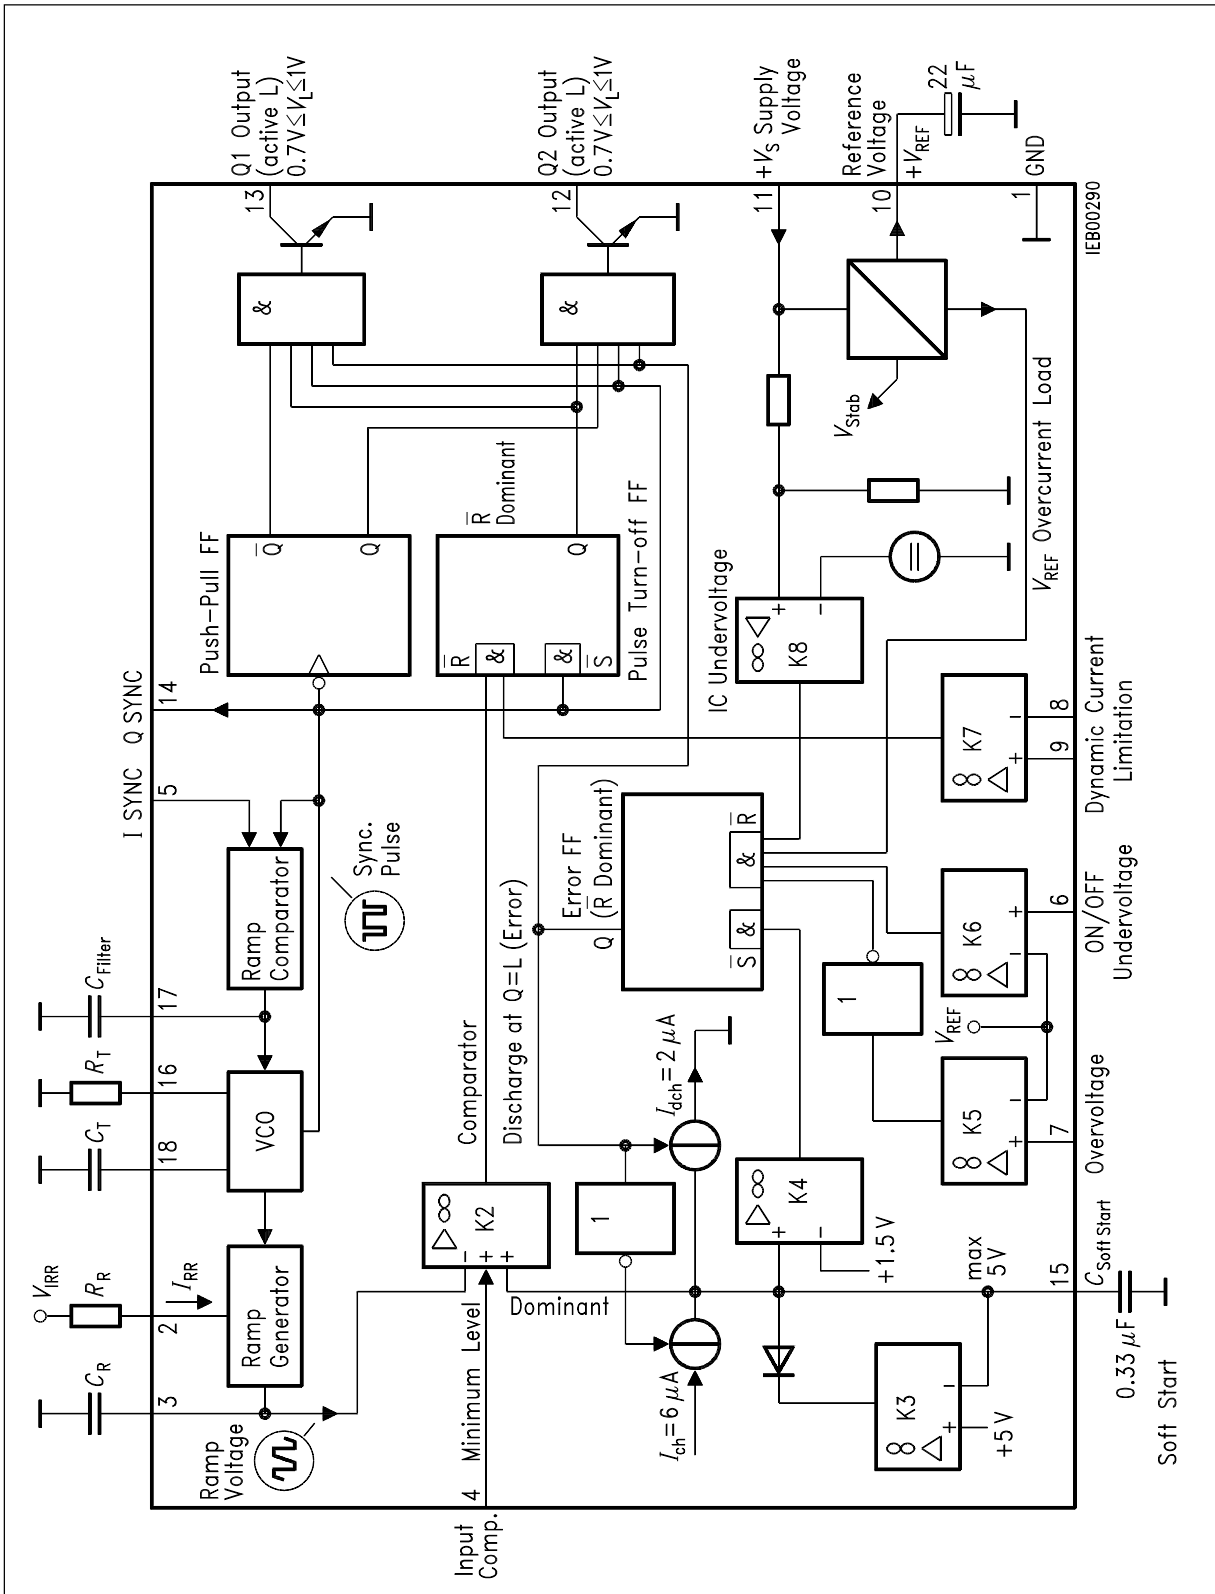 Q1 Output
(active L)
0.7V≤VL≤1V
Q2 Output
(active L)
0.7V≤VL≤1V
+VS Supply
Voltage
Reference
Voltage
+VREF
22
μF
13
12
11
10
1
GND
IEB00290
&
&
Vstab
VREF Overcurrent Load
Push-Pull FF
Q̅
Q
R̅
Dominant
Q
R̅
&
&
S̅
Pulse Turn-off FF
IC Undervoltage
▷∞
K8
+
−
Q SYNC
14
I SYNC
5
Ramp
Comparator
Sync.
Pulse
CFilter
17
RT
16
CT
18
VCO
VIRR
RR
IRR
2
Ramp
Generator
CR
3
Ramp
Voltage
Comparator
Discharge at Q=L (Error)
Error FF
(R̅ Dominant)
Q
S̅
&
&
R̅
∞
▷
K7
+
−
9
8
Dynamic Current
Limitation
∞
▷
K6
−
+
6
ON/OFF
Undervoltage
1
VREF
∞
▷
K5
+
−
7
Overvoltage
▷∞
K2
−
+
+
Dominant
1
Idch=2 μA
▷∞
K4
+
−
+1.5V
max
5V
15
CSoft Start
0.33 μF
Soft Start
Ich=6 μA
∞
▷
K3
+
−
+5V
4
Minimum Level
Input
Comp.